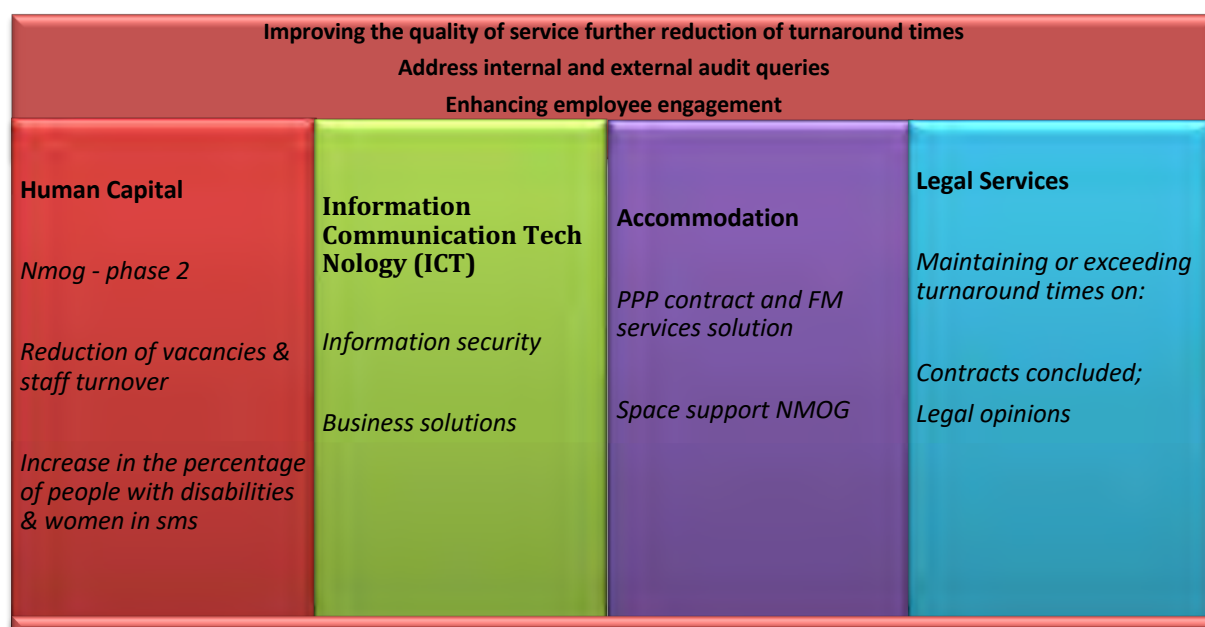 Improving the quality of service further reduction of turnaround times
Address internal and external audit queries
Enhancing employee engagement
Human Capital
Nmog - phase 2
Reduction of vacancies &
staff turnover
Increase in the percentage
of people with disabilities
& women in sms
Information
Communication Tech
Nology (ICT)
Information security
Business solutions
Accommodation
PPP contract and FM
services solution
Space support NMOG
Legal Services
Maintaining or exceeding
turnaround times on:
Contracts concluded;
Legal opinions